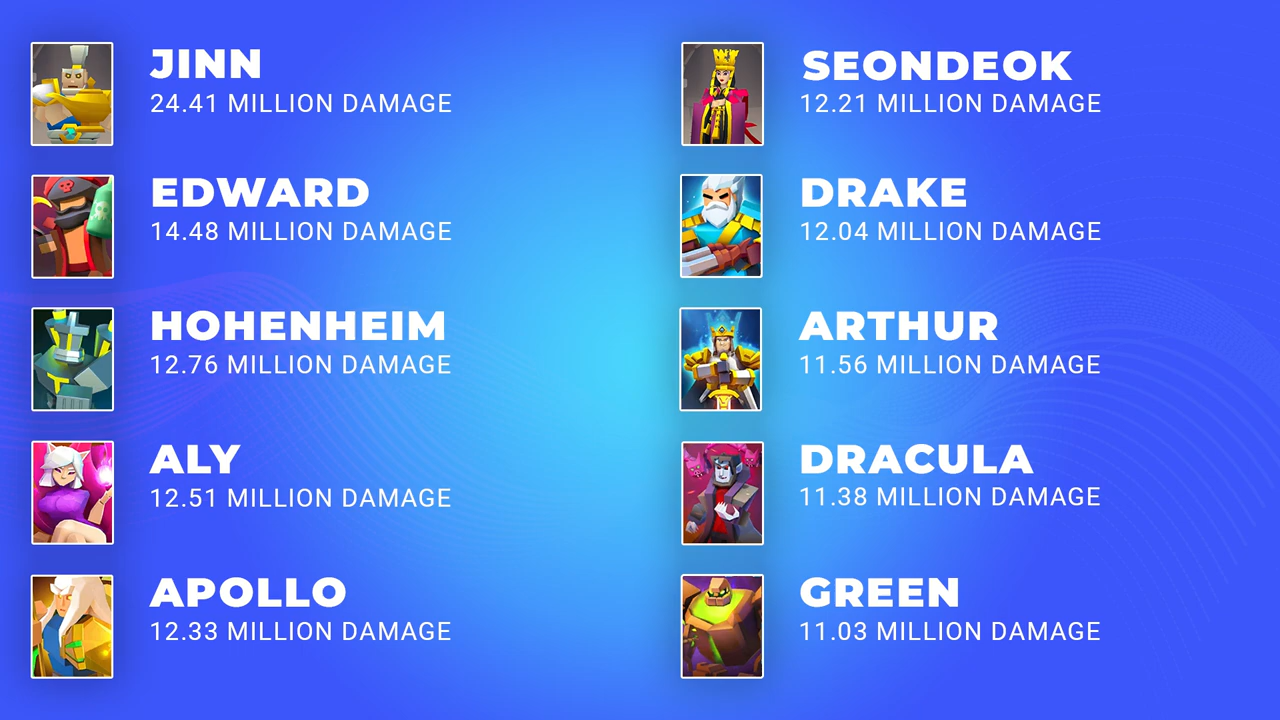 JINN
24.41 MILLION DAMAGE
EDWARD
14.48 MILLION DAMAGE
HOHENHEIM
12.76 MILLION DAMAGE
ALY
12.51 MILLION DAMAGE
APOLLO
12.33 MILLION DAMAGE
SEONDEOK
12.21 MILLION DAMAGE
DRAKE
12.04 MILLION DAMAGE
ARTHUR
11.56 MILLION DAMAGE
DRACULA
11.38 MILLION DAMAGE
GREEN
11.03 MILLION DAMAGE